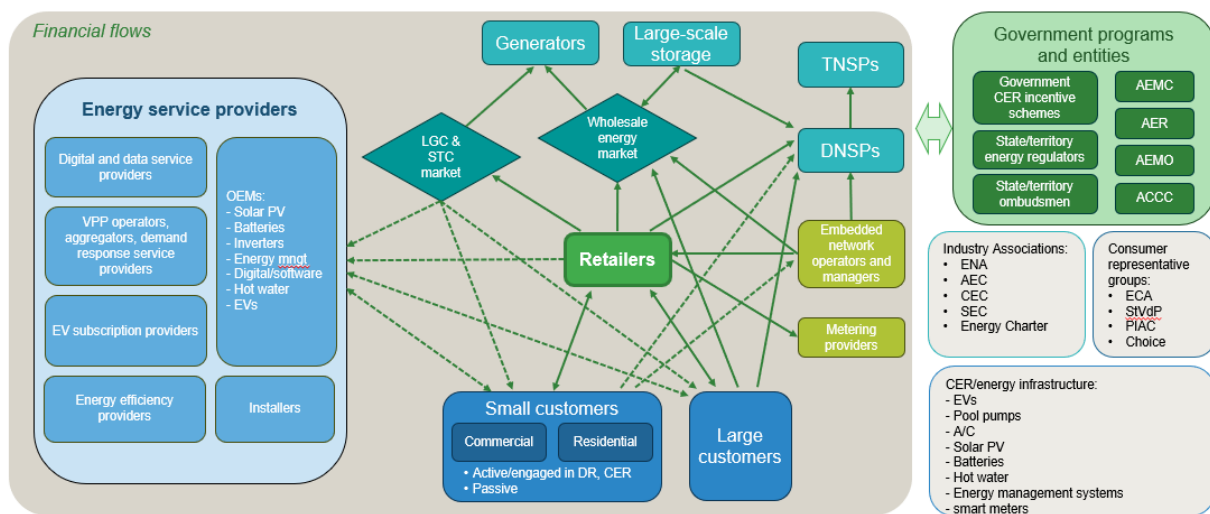 Financial flows
Energy service providers
Digital and data service
providers
VPP operators,
aggregators, demand
response service
providers
EV subscription providers
Energy efficiency
providers
OEMs:
- Solar PV
- Batteries
- Inverters
- Energy mngt
- Digital/software
- Hot water
- EVs
Installers
Generators
Large-scale
storage
TNSPs
LGC &
STC
market
Wholesale
energy
market
DNSPs
Retailers
Embedded
network
operators and
managers
Metering
providers
Small customers
Commercial
Residential
• Active/engaged in DR, CER
• Passive
Large
customers
Government programs
and entities
Government
CER incentive
schemes
State/territory
energy regulators
State/territory
ombudsmen
AEMC
AER
AEMO
ACCC
Industry Associations:
• ENA
• AEC
• CEC
• SEC
• Energy Charter
Consumer
representative
groups:
• ECA
• StVdP
• PIAC
• Choice
CER/energy infrastructure:
- EVs
- Pool pumps
- A/C
- Solar PV
- Batteries
- Hot water
- Energy management systems
- smart meters